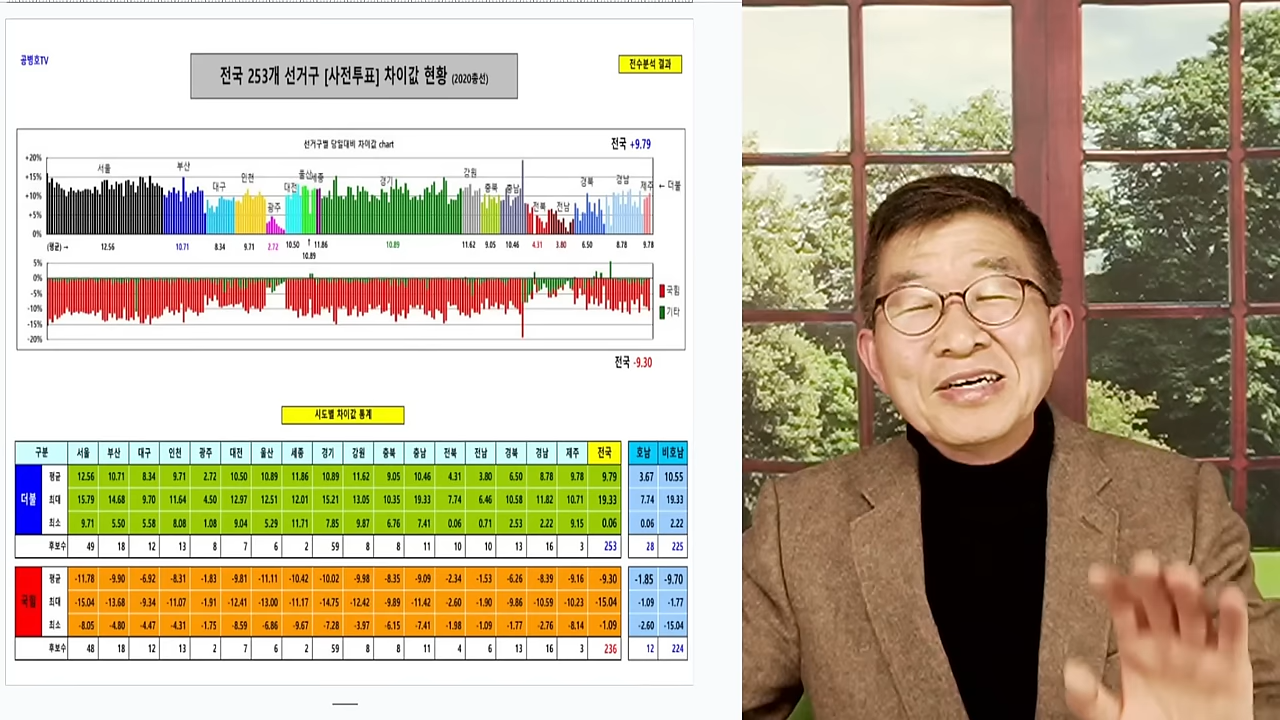 공병호TV
전국 253개 선거구 [사전투표] 차이값 현황 (2020총선)
전수분석 결과
선거구별 당일대비 차이값 chart
전국 +9.79
+20%
+15%
+10%
+5%
0%
서울 부산 대구 인천 광주 대전 울산 세종 경기 강원 충북 충남 전북 전남 경북 경남 제주 ← 더불
(평균) → 12.56 10.71 8.34 9.71 2.72 10.50 ↑ 11.86 10.89 11.62 9.05 10.46 4.31 3.80 6.50 8.78 9.78
10.89
5%
0%
-5%
-10%
-15%
-20%
국힘
기타
전국 -9.30
시도별 차이값 통계
구분 서울 부산 대구 인천 광주 대전 울산 세종 경기 강원 충북 충남 전북 전남 경북 경남 제주 전국 호남 비호남
더불
평균 12.56 10.71 8.34 9.71 2.72 10.50 10.89 11.86 10.89 11.62 9.05 10.46 4.31 3.80 6.50 8.78 9.78 9.79 3.67 10.55
최대 15.79 14.68 9.70 11.64 4.50 12.97 12.51 12.01 15.21 13.05 10.35 19.33 7.74 6.46 10.58 11.82 10.71 19.33 7.74 19.33
최소 9.71 5.50 5.58 8.08 1.08 9.04 5.29 11.71 7.85 9.87 6.76 7.41 0.06 0.71 2.53 2.22 9.15 0.06 0.06 2.22
후보수 49 18 12 13 8 7 6 2 59 8 8 11 10 10 13 16 3 253 28 225
국힘
평균 -11.78 -9.90 -6.92 -8.31 -1.83 -9.81 -11.11 -10.42 -10.02 -9.98 -8.35 -9.09 -2.34 -1.53 -6.26 -8.39 -9.16 -9.30 -1.85 -9.70
최대 -15.04 -13.68 -9.34 -11.07 -1.91 -12.41 -13.00 -11.17 -14.75 -12.42 -9.89 -11.42 -2.60 -1.90 -9.86 -10.59 -10.23 -15.04 -1.09 -1.77
최소 -8.05 -4.80 -4.47 -4.31 -1.75 -8.59 -6.86 -9.67 -7.28 -3.97 -6.15 -7.41 -1.98 -1.09 -1.77 -2.76 -8.14 -1.09 -2.60 -15.04
후보수 48 18 12 13 2 7 6 2 59 8 8 11 4 6 13 16 3 236 12 224